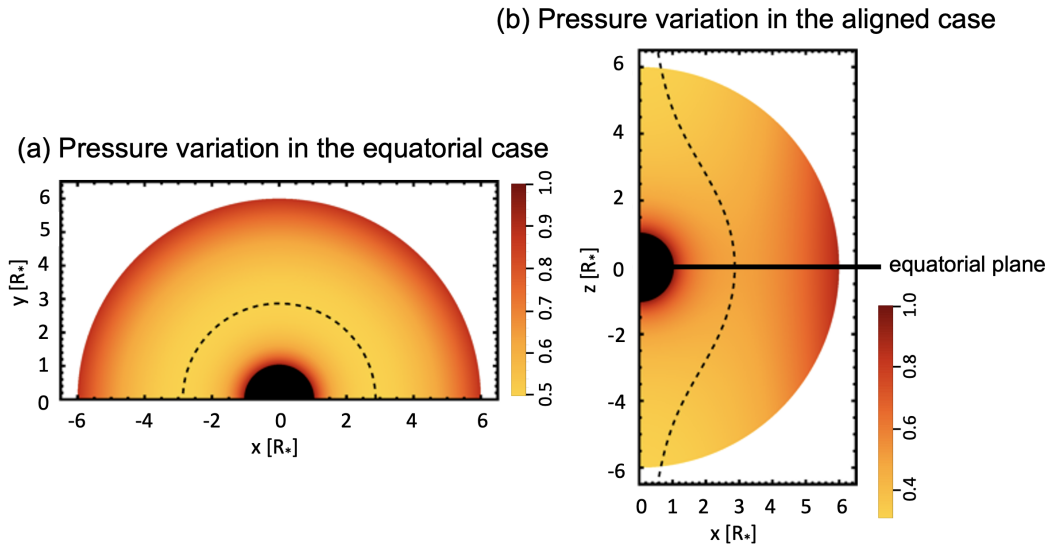 (b) Pressure variation in the aligned case
(a) Pressure variation in the equatorial case
6
5
4
3
2
1
0
y [R*]
-6 -4 -2 0 2 4 6
x [R*]
1.0
0.9
0.8
0.7
0.6
0.5
6
4
2
0
-2
-4
-6
z [R*]
0 1 2 3 4 5 6
x [R*]
equatorial plane
1.0
0.8
0.6
0.4